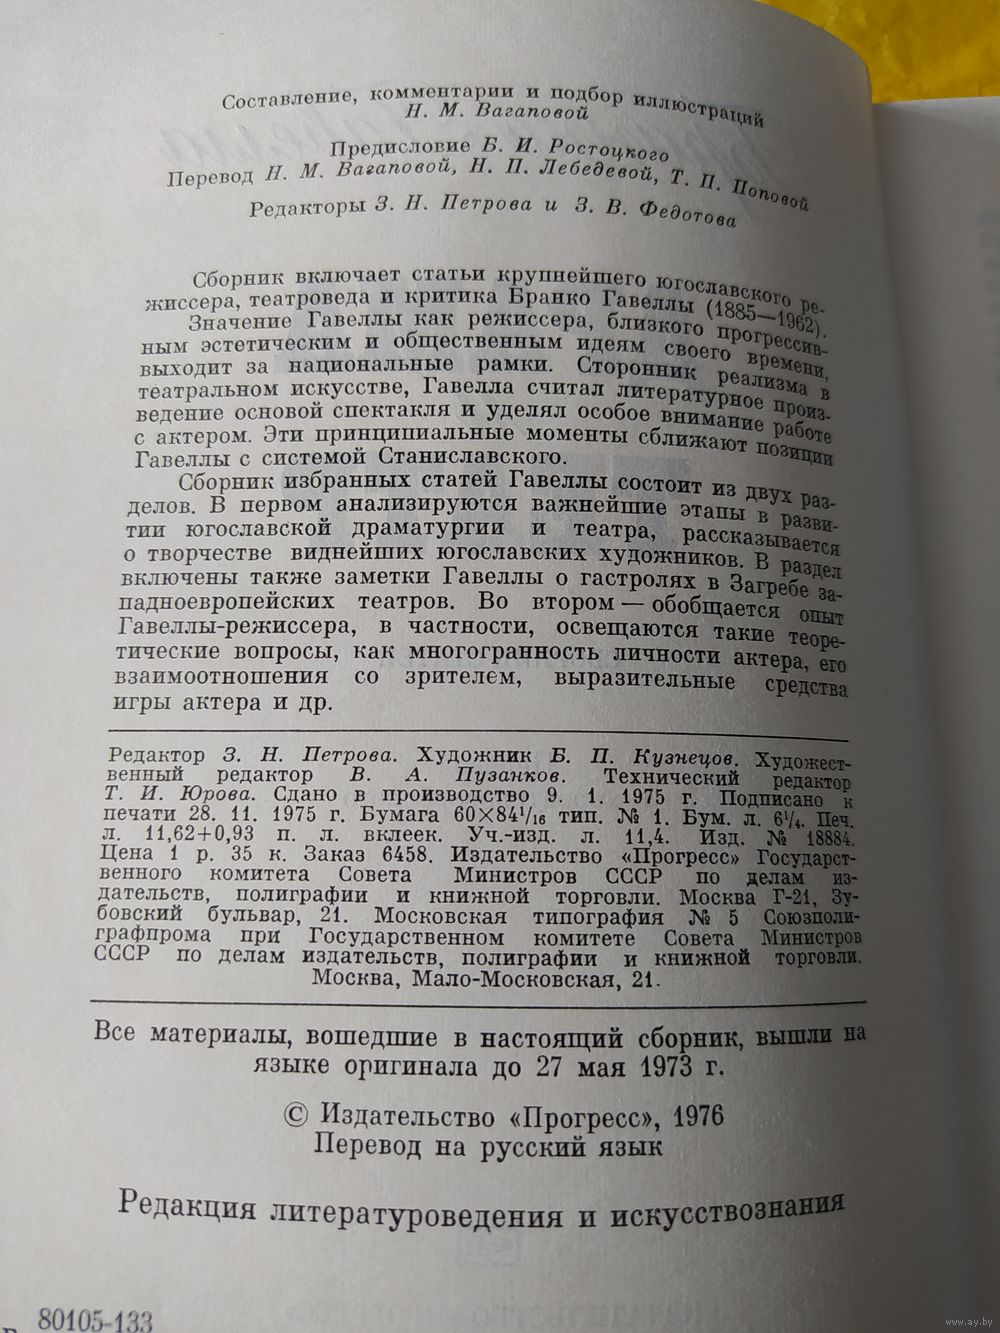 Составление, комментарии и подбор иллюстраций
Н. М. Вагаповой
Предисловие Б. И. Ростоцкого
Перевод Н. М. Вагаповой, Н. П. Лебедевой, Т. П. Поповой
Редакторы З. Н. Петрова и З. В. Федотова
Сборник включает статьи крупнейшего югославского ре-
жиссера, театроведа и критика Бранко Гавеллы (1885—1962).
Значение Гавеллы как режиссера, близкого прогрессив-
ным эстетическим и общественным идеям своего времени,
выходит за национальные рамки. Сторонник реализма в
театральном искусстве, Гавелла считал литературное произ-
ведение основой спектакля и уделял особое внимание работе
с актером. Эти принципиальные моменты сближают позиции
Гавеллы с системой Станиславского.
Сборник избранных статей Гавеллы состоит из двух раз-
делов. В первом анализируются важнейшие этапы в разви-
тии югославской драматургии и театра, рассказывается
о творчестве виднейших югославских художников. В раздел
включены также заметки Гавеллы о гастролях в Загребе за-
падноевропейских театров. Во втором — обобщается опыт
Гавеллы-режиссера, в частности, освещаются такие теоре-
тические вопросы, как многогранность личности актера, его
взаимоотношения со зрителем, выразительные средства
игры актера и др.
Редактор З. Н. Петрова. Художник Б. П. Кузнецов. Художест-
венный редактор В. А. Пузанков. Технический редактор
Т. И. Юрова. Сдано в производство 9. 1. 1975 г. Подписано к
печати 28. 11. 1975 г. Бумага 60×84¹/₁₆ тип. № 1. Бум. л. 6¹/₄. Печ.
л. 11,62+0,93 п. л. вклеек. Уч.-изд. л. 11,4. Изд. № 18884.
Цена 1 р. 35 к. Заказ 6458. Издательство «Прогресс» Государст-
венного комитета Совета Министров СССР по делам из-
дательств, полиграфии и книжной торговли. Москва Г-21, Зу-
бовский бульвар, 21. Московская типография № 5 Союзполи-
графпрома при Государственном комитете Совета Министров
СССР по делам издательств, полиграфии и книжной торговли.
Москва, Мало-Московская, 21.
Все материалы, вошедшие в настоящий сборник, вышли на
языке оригинала до 27 мая 1973 г.
© Издательство «Прогресс», 1976
Перевод на русский язык
Редакция литературоведения и искусствознания
80105-133
www.ay.by